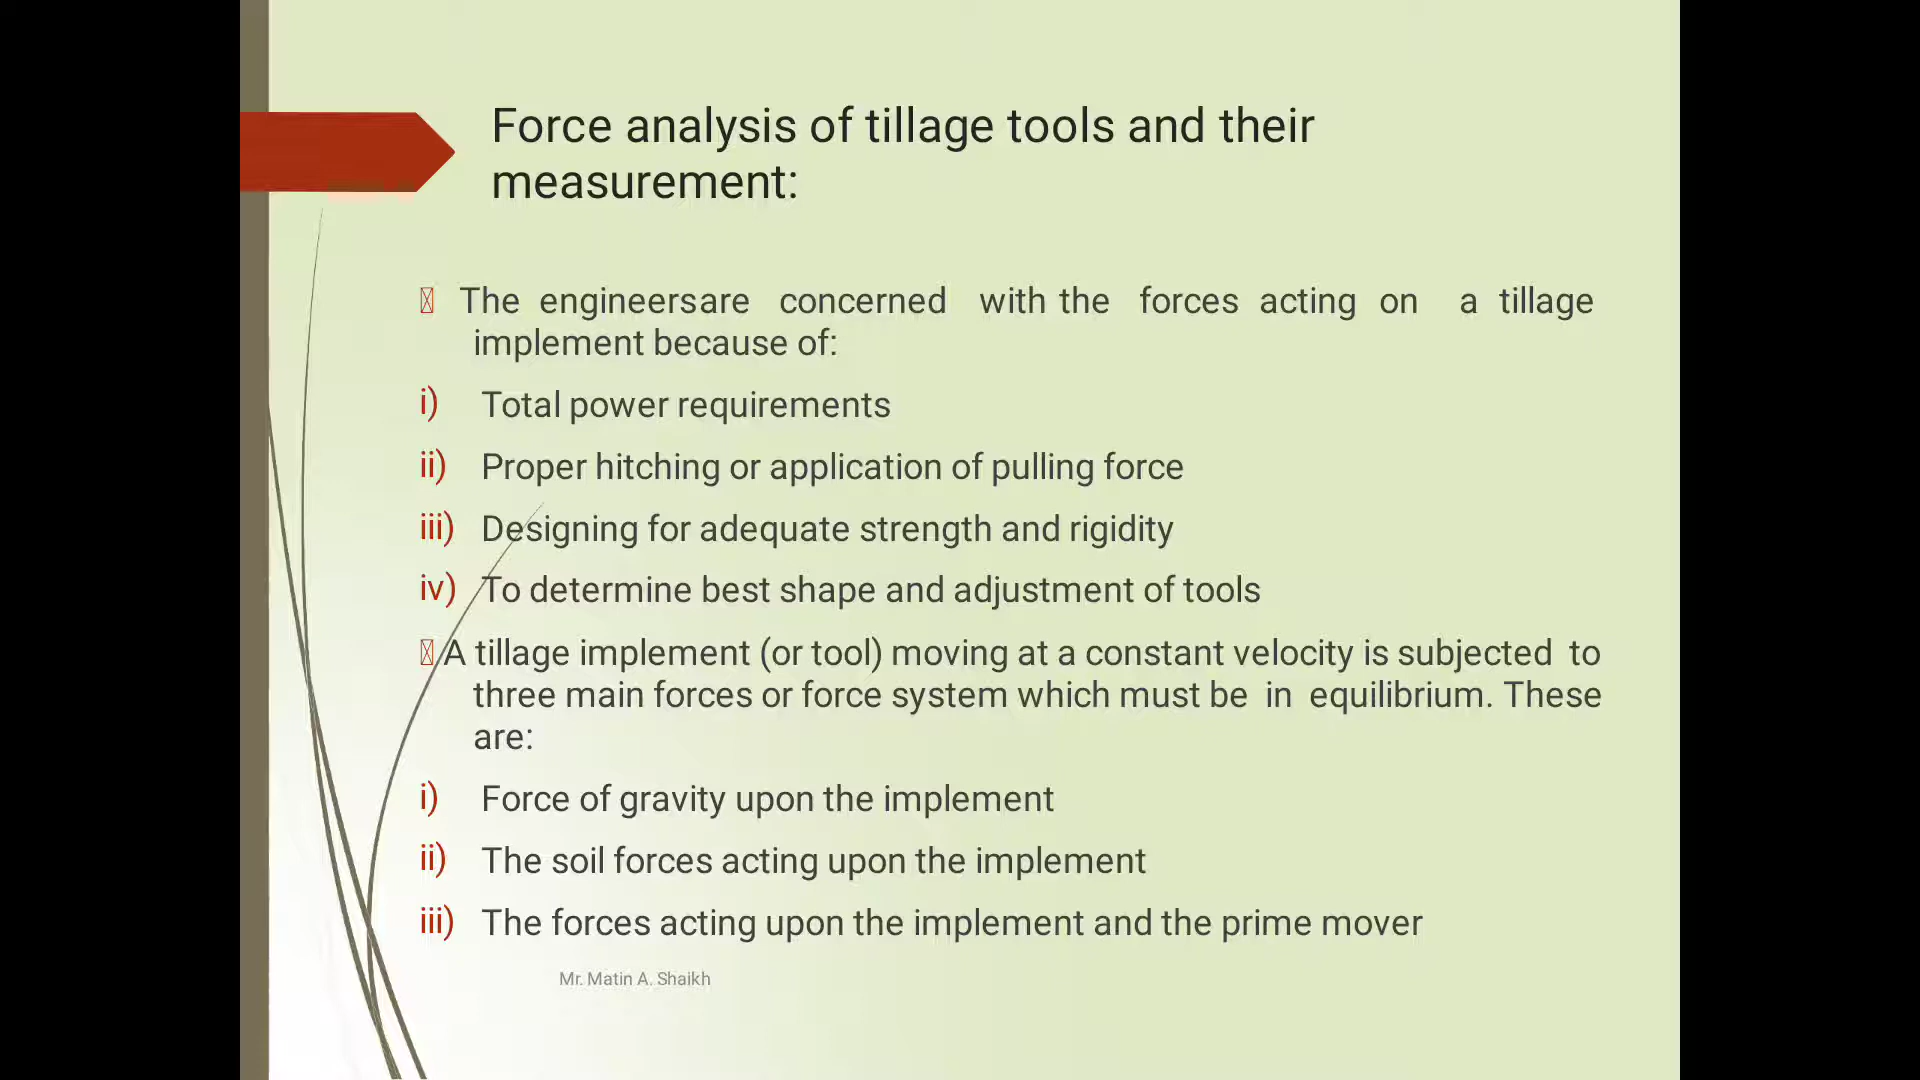 Force analysis of tillage tools and their
measurement:
The engineersare concerned with the forces acting on a tillage
implement because of:
i) Total power requirements
ii) Proper hitching or application of pulling force
iii) Designing for adequate strength and rigidity
iv) To determine best shape and adjustment of tools
A tillage implement (or tool) moving at a constant velocity is subjected to
three main forces or force system which must be in equilibrium. These
are:
i) Force of gravity upon the implement
ii) The soil forces acting upon the implement
iii) The forces acting upon the implement and the prime mover
Mr. Matin A. Shaikh